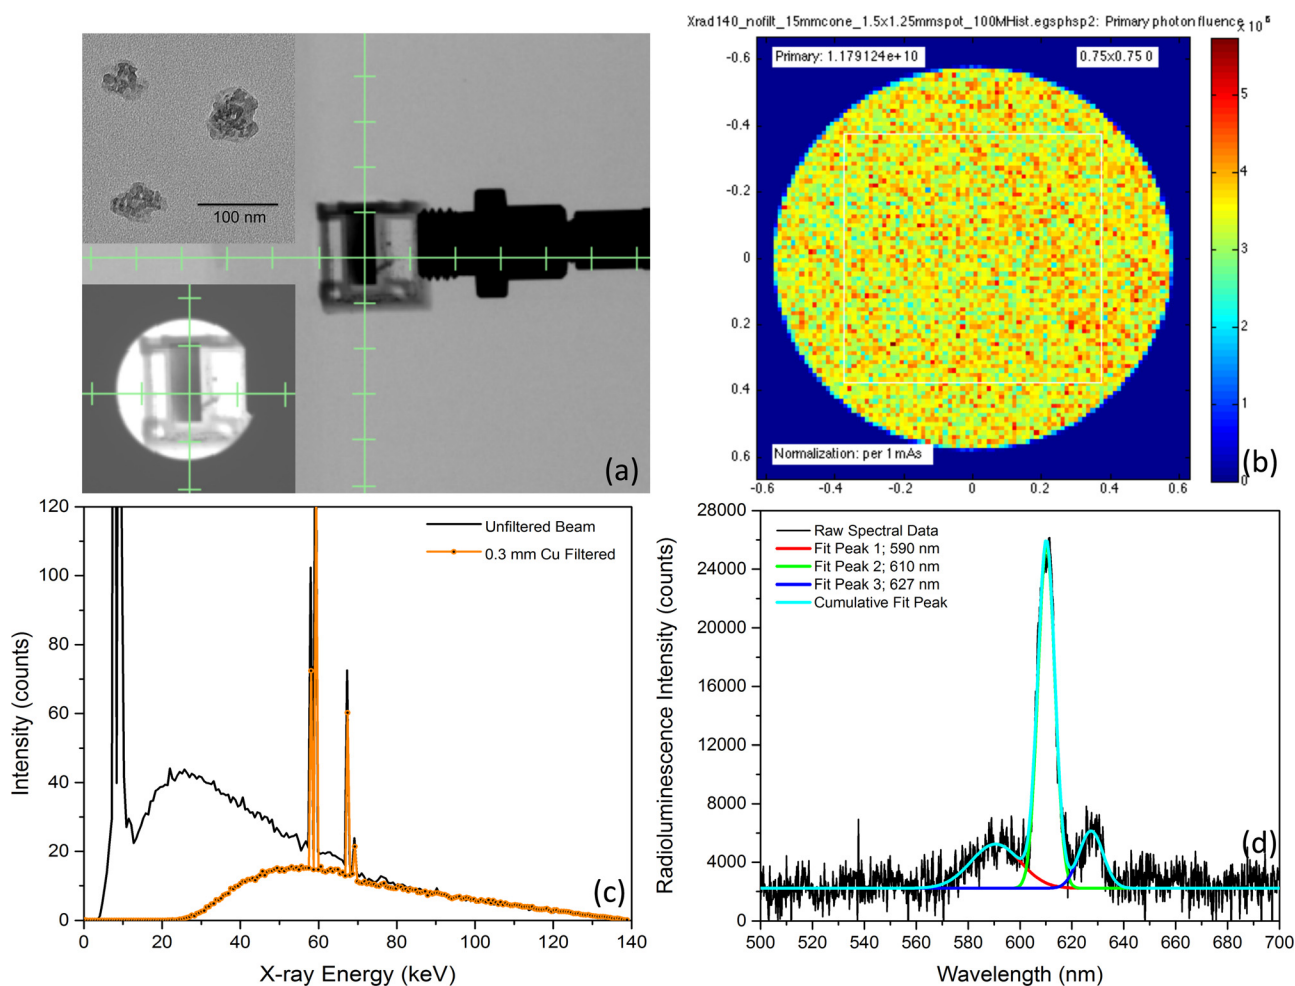 100 nm
(a)
Xrad140_nofilt_15mmcone_1.5x1.25mmspot_100MHist.egsphsp2: Primary photon fluence
Primary: 1.179124e+10
0.75x0.75 0
-0.6
-0.4
-0.2
0
0.2
0.4
0.6
Normalization: per 1 mAs
-0.6 -0.4 -0.2 0 0.2 0.4 0.6
5
4
3
2
1
0
(b)
Unfiltered Beam
0.3 mm Cu Filtered
120
100
80
60
40
20
0
Intensity (counts)
(c)
0 20 40 60 80 100 120 140
X-ray Energy (keV)
Raw Spectral Data
Fit Peak 1; 590 nm
Fit Peak 2; 610 nm
Fit Peak 3; 627 nm
Cumulative Fit Peak
28000
24000
20000
16000
12000
8000
4000
0
Radioluminescence Intensity (counts)
(d)
500 520 540 560 580 600 620 640 660 680 700
Wavelength (nm)